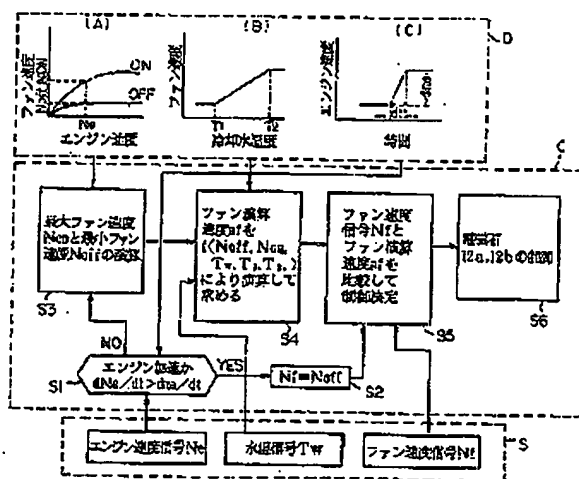 (A)
(B)
(C)
D
ファン速度
ON
OFF
Ne
エンジン速度
ファン速度
冷却水温度
エンジン速度
時間
C
最大ファン速度
Nonと最小ファン
速度Noffの演算
S3
ファン演算
速度nfを
f(Noff, Non,
Tw, T1, T2,)
により演算して
求める
S4
ファン速度
信号Nfと
ファン演算
速度nfを
比較して
制御決定
S5
電磁弁
12a,12bの制御
S6
NO
エンジン加速か
dNe/dt>dna/dt
S1
YES
Nf=Noff
S2
エンジン速度信号Ne
水温信号Tw
ファン速度信号Nf
S